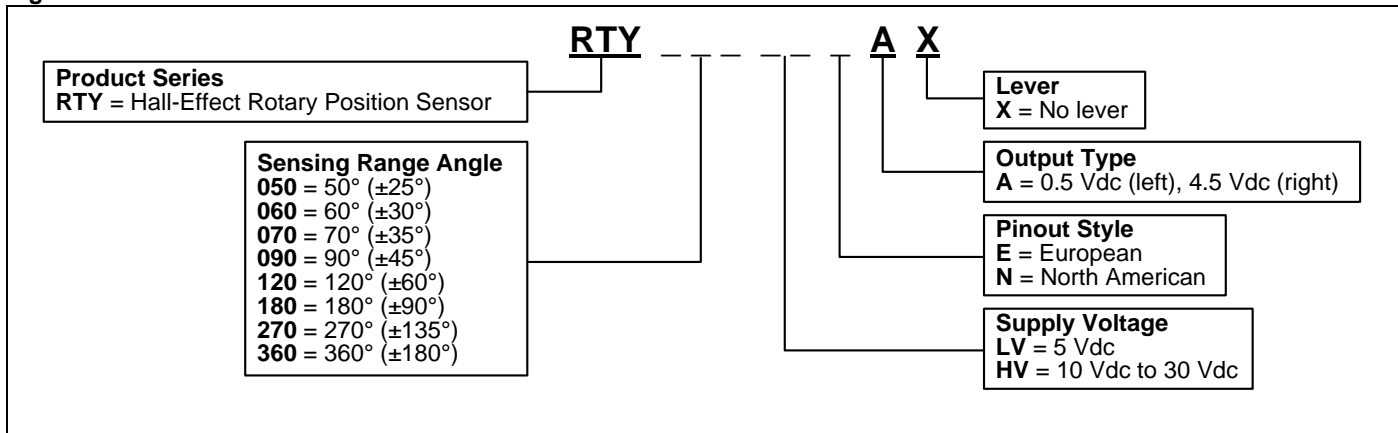 RTY _ _ _ _ _ _ A X
Product Series
RTY = Hall-Effect Rotary Position Sensor
Sensing Range Angle
050 = 50° (±25°)
060 = 60° (±30°)
070 = 70° (±35°)
090 = 90° (±45°)
120 = 120° (±60°)
180 = 180° (±90°)
270 = 270° (±135°)
360 = 360° (±180°)
Lever
X = No lever
Output Type
A = 0.5 Vdc (left), 4.5 Vdc (right)
Pinout Style
E = European
N = North American
Supply Voltage
LV = 5 Vdc
HV = 10 Vdc to 30 Vdc